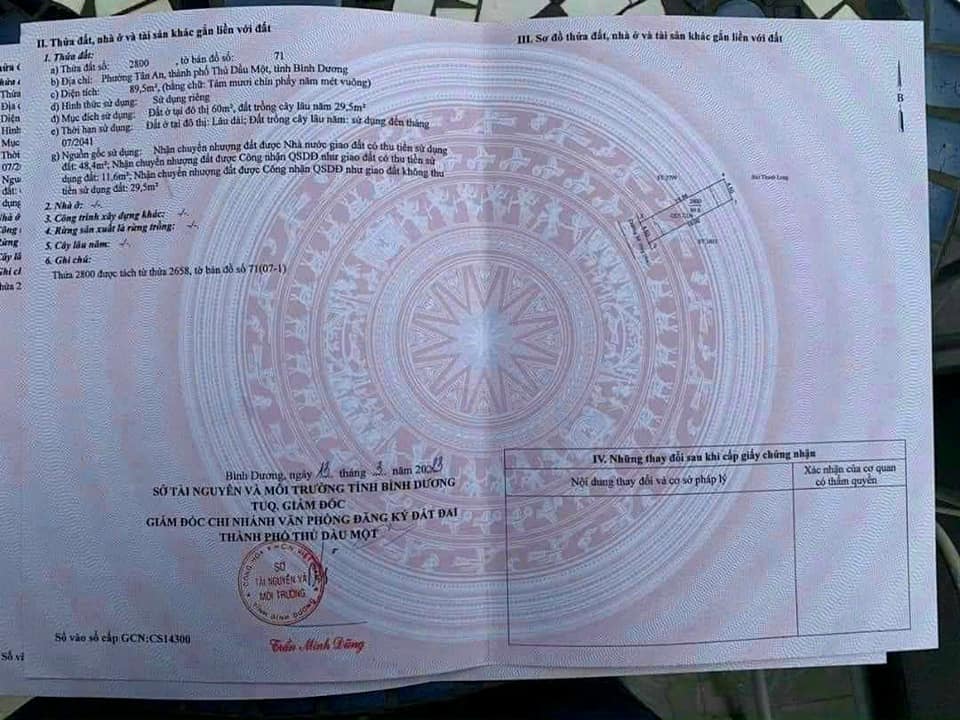 II. Thửa đất, nhà ở và tài sản khác gắn liền với đất
1. Thửa đất:
a) Thửa đất số: 2800 , tờ bản đồ số: 71
b) Địa chỉ: Phường Tân An, thành phố Thủ Dầu Một, tỉnh Bình Dương
c) Diện tích: 89,5m², (bằng chữ: Tám mươi chín phẩy năm mét vuông)
d) Hình thức sử dụng: Sử dụng riêng
đ) Mục đích sử dụng: Đất ở tại đô thị 60m², đất trồng cây lâu năm 29,5m²
e) Thời hạn sử dụng: Đất ở tại đô thị: Lâu dài; Đất trồng cây lâu năm: sử dụng đến tháng
07/2041
g) Nguồn gốc sử dụng: Nhận chuyển nhượng đất được Nhà nước giao đất có thu tiền sử dụng
đất: 48,4m²; Nhận chuyển nhượng đất được Công nhận QSDĐ như giao đất có thu tiền sử
dụng đất: 11,6m²; Nhận chuyển nhượng đất được Công nhận QSDĐ như giao đất không thu
tiền sử dụng đất: 29,5m²
2. Nhà ở: -/-
3. Công trình xây dựng khác: -/-
4. Rừng sản xuất là rừng trồng: -/-
5. Cây lâu năm: -/-
6. Ghi chú:
Thửa 2800 được tách từ thửa 2658, tờ bản đồ số 71(07-1)
Bình Dương, ngày 13 tháng 3 năm 2023
SỞ TÀI NGUYÊN VÀ MÔI TRƯỜNG TỈNH BÌNH DƯƠNG
TUQ. GIÁM ĐỐC
GIÁM ĐỐC CHI NHÁNH VĂN PHÒNG ĐĂNG KÝ ĐẤT ĐAI
THÀNH PHỐ THỦ DẦU MỘT
SỞ
TÀI NGUYÊN VÀ
MÔI TRƯỜNG
TỈNH BÌNH DƯƠNG
Trần Minh Dũng
Số vào sổ cấp GCN:CS14300
III. Sơ đồ thửa đất, nhà ở và tài sản khác gắn liền với đất
B
2800
IV. Những thay đổi sau khi cấp giấy chứng nhận
Nội dung thay đổi và cơ sở pháp lý
Xác nhận của cơ quan
có thẩm quyền